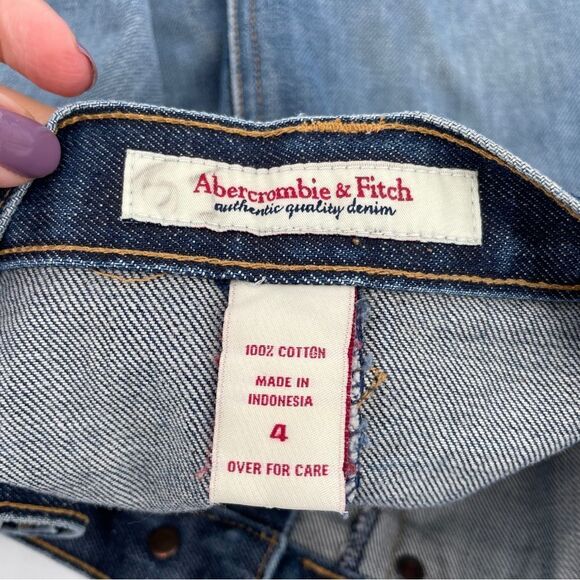 Abercrombie & Fitch
authentic quality denim
100% COTTON
MADE IN
INDONESIA
4
OVER FOR CARE